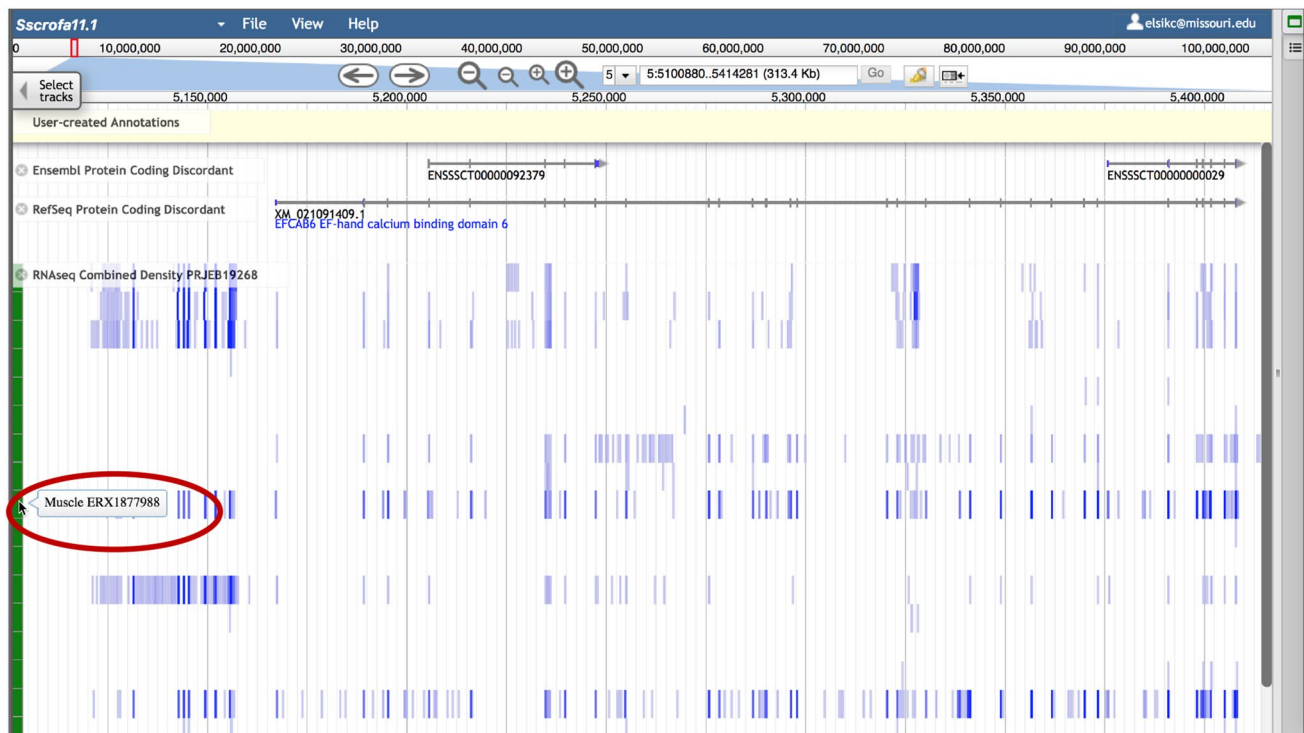 Sscrofa11.1 File View Help elsikc@missouri.edu
0 10,000,000 20,000,000 30,000,000 40,000,000 50,000,000 60,000,000 70,000,000 80,000,000 90,000,000 100,000,000
5 5:5100880..5414281 (313.4 Kb) Go
Select
tracks
5,150,000 5,200,000 5,250,000 5,300,000 5,350,000 5,400,000
User-created Annotations
Ensembl Protein Coding Discordant
ENSSSCT00000092379 ENSSSCT00000000029
RefSeq Protein Coding Discordant
XM_021091409.1
EFCAB6 EF-hand calcium binding domain 6
RNAseq Combined Density PRJEB19268
Muscle ERX1877988